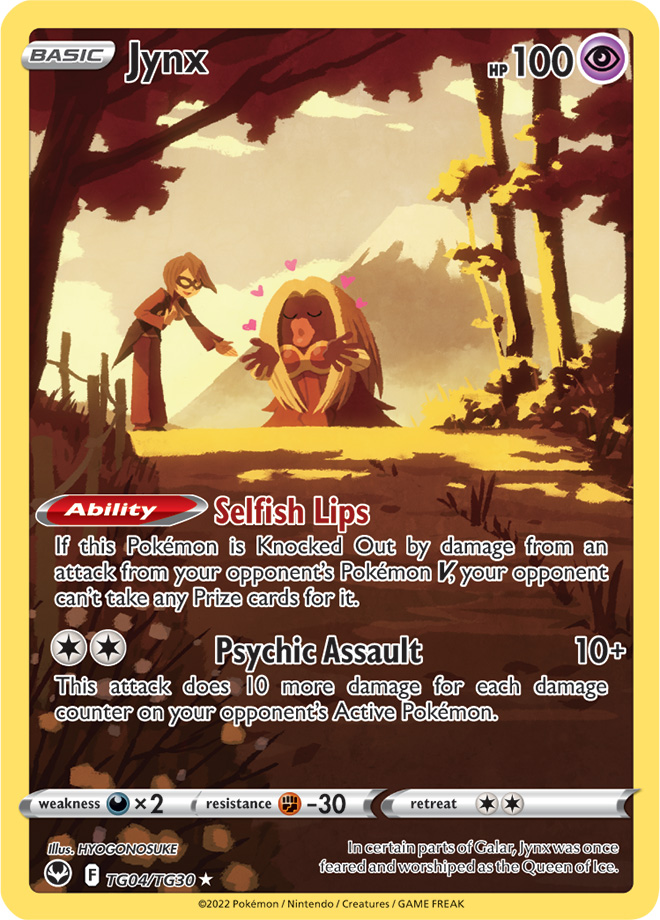 BASIC Jynx HP 100
Ability Selfish Lips
If this Pokémon is Knocked Out by damage from an
attack from your opponent's Pokémon V, your opponent
can't take any Prize cards for it.
Psychic Assault 10+
This attack does 10 more damage for each damage
counter on your opponent's Active Pokémon.
weakness ×2 resistance -30 retreat
Illus. HYOGONOSUKE
In certain parts of Galar, Jynx was once
feared and worshiped as the Queen of Ice.
F TG04/TG30 ★
©2022 Pokémon / Nintendo / Creatures / GAME FREAK